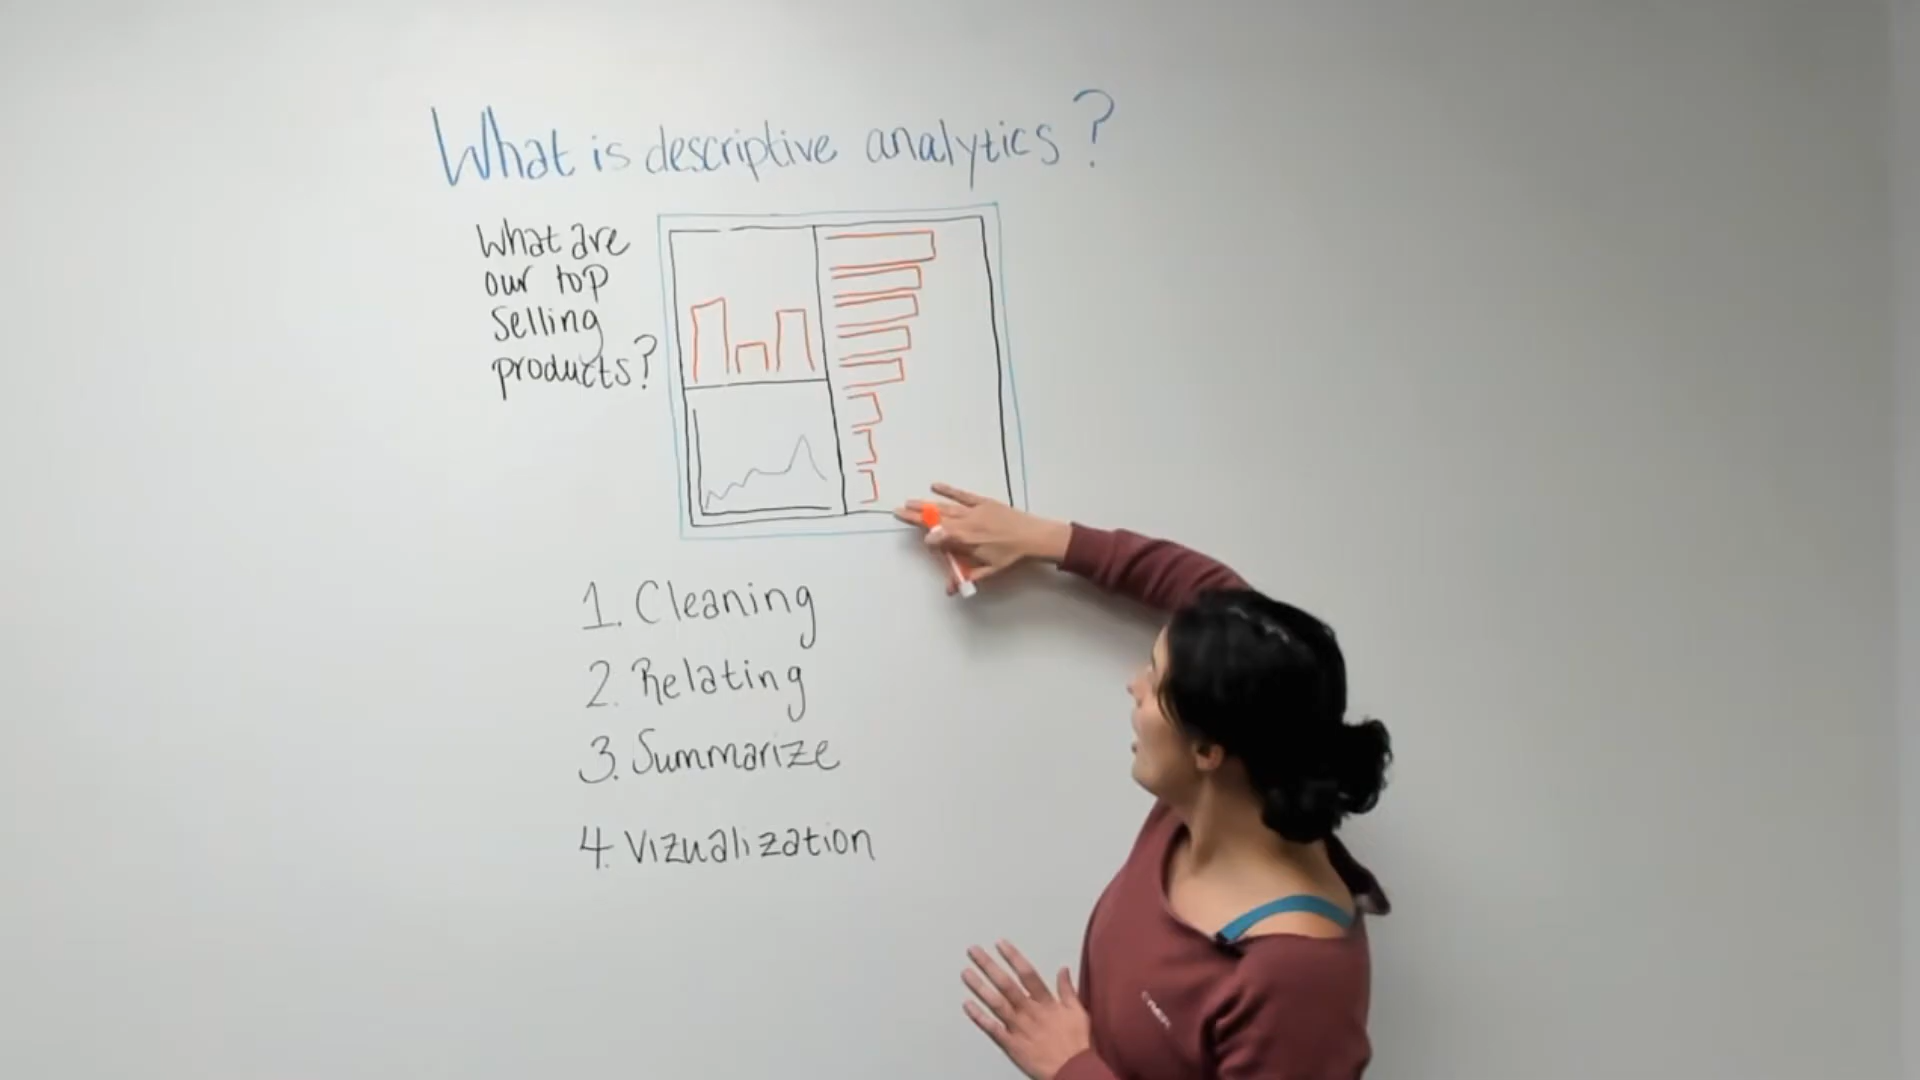 What is descriptive analytics?
What are
our top
selling
products?
1. Cleaning
2. Relating
3. Summarize
4. Vizualization